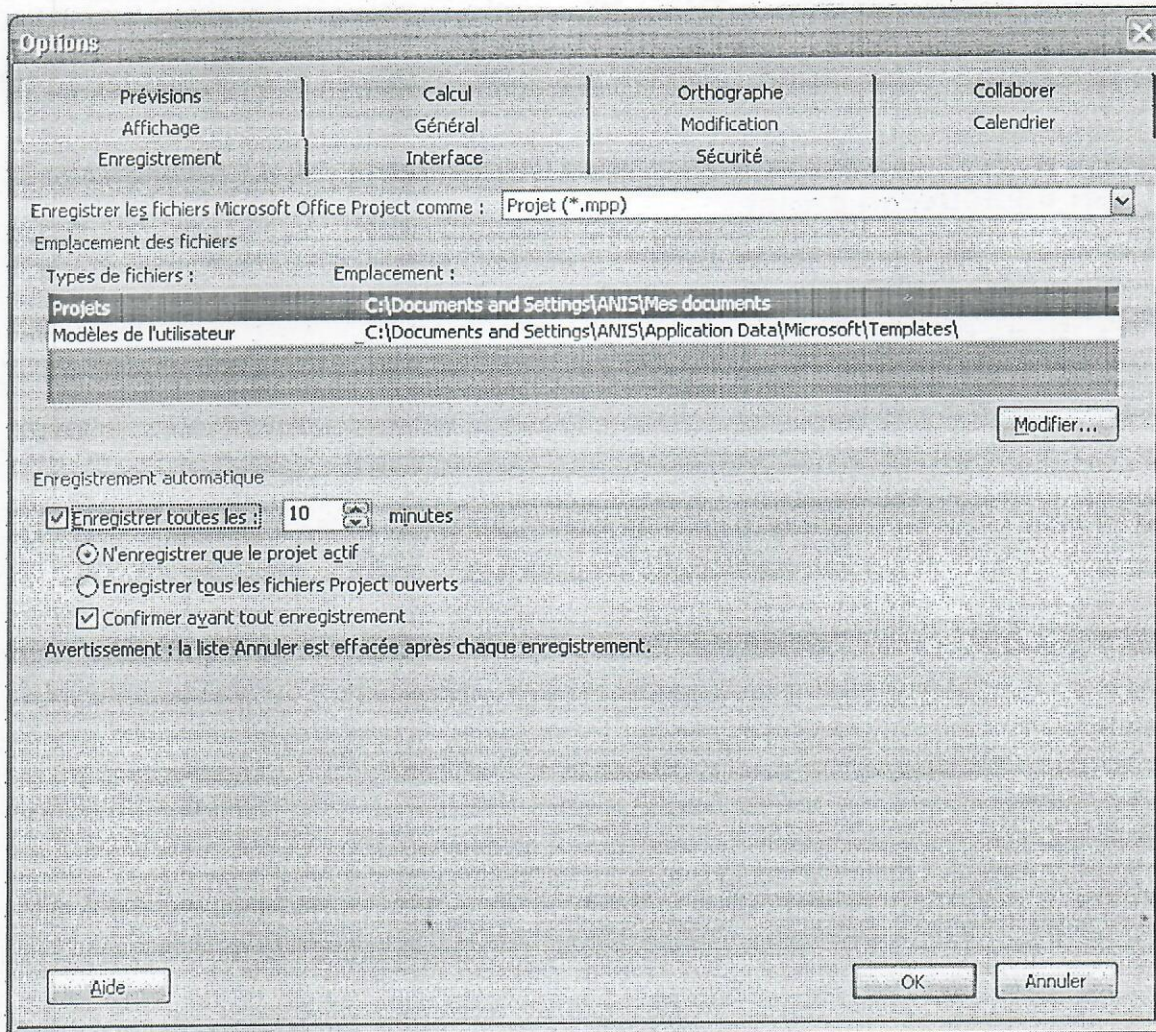 Options
Prévisions Calcul Orthographe Collaborer
Affichage Général Modification Calendrier
Enregistrement Interface Sécurité
Enregistrer les fichiers Microsoft Office Project comme : Projet (*.mpp)
Emplacement des fichiers
Types de fichiers : Emplacement :
Projets C:\Documents and Settings\ANIS\Mes documents
Modèles de l'utilisateur C:\Documents and Settings\ANIS\Application Data\Microsoft\Templates\
Modifier...
Enregistrement automatique
Enregistrer toutes les : 10 minutes
N'enregistrer que le projet actif
Enregistrer tous les fichiers Project ouverts
Confirmer avant tout enregistrement
Avertissement : la liste Annuler est effacée après chaque enregistrement.
Aide OK Annuler